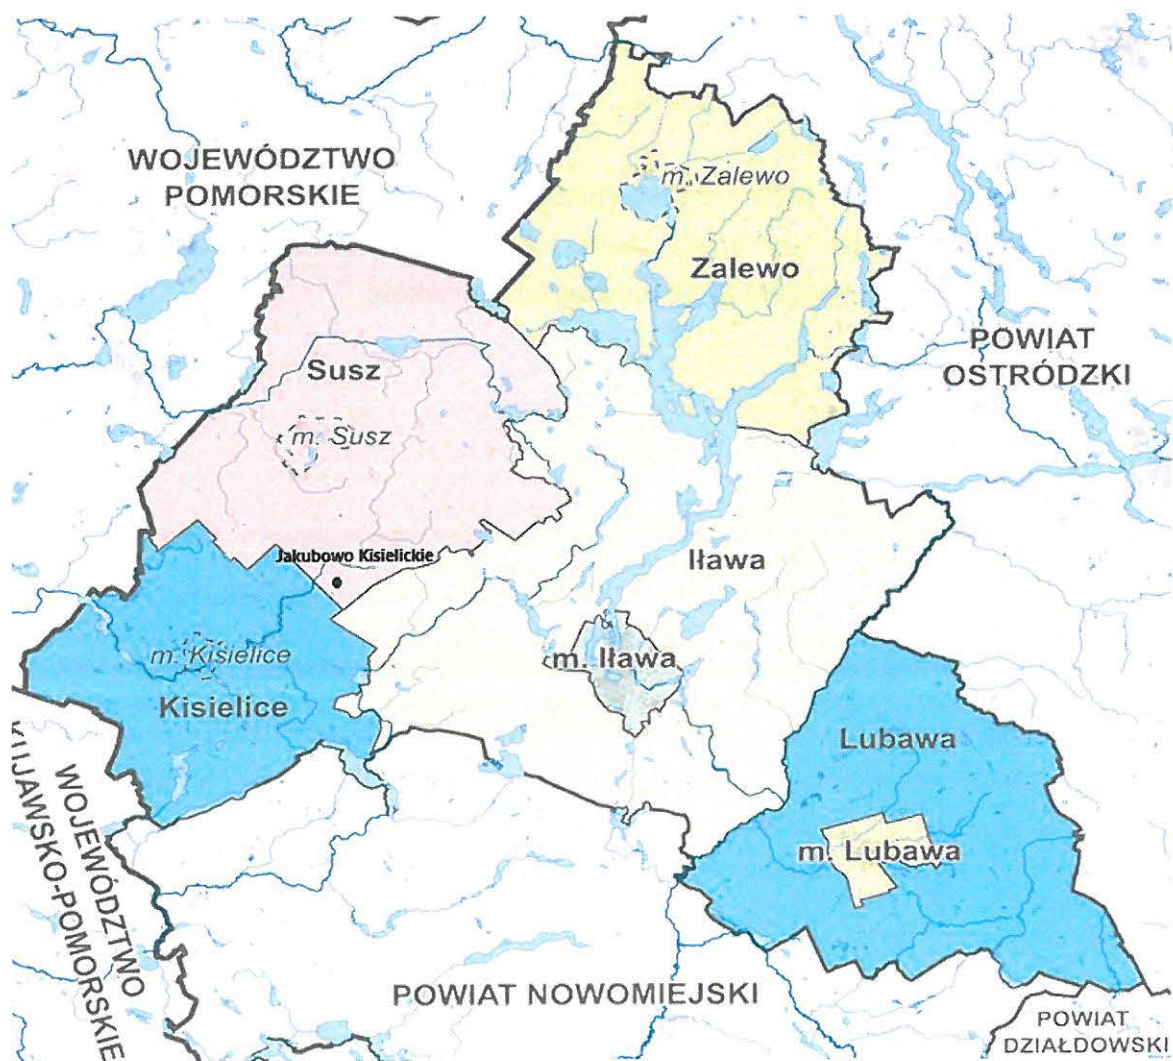 WOJEWÓDZTWO
POMORSKIE
m. Zalewo
Zalewo
POWIAT
OSTRÓDZKI
Susz
m. Susz
Jakubowo Kisielickie
Iława
m. Kisielice
Kisielice
m. Iława
Lubawa
m. Lubawa
WOJEWÓDZTWO
KUJAWSKO-POMORSKIE
POWIAT NOWOMIEJSKI
POWIAT
DZIAŁDOWSKI